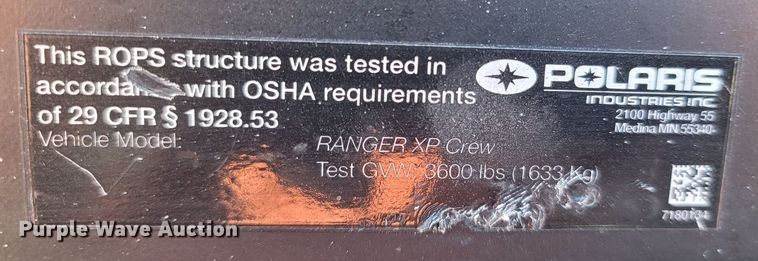 This ROPS structure was tested in
accordance with OSHA requirements
of 29 CFR § 1928.53
Vehicle Model:
RANGER XP Crew
Test GVW: 3600 lbs (1633 Kg)
POLARIS
INDUSTRIES INC
2100 Highway 55
Medina MN 55340
7180134
Purple Wave Auction